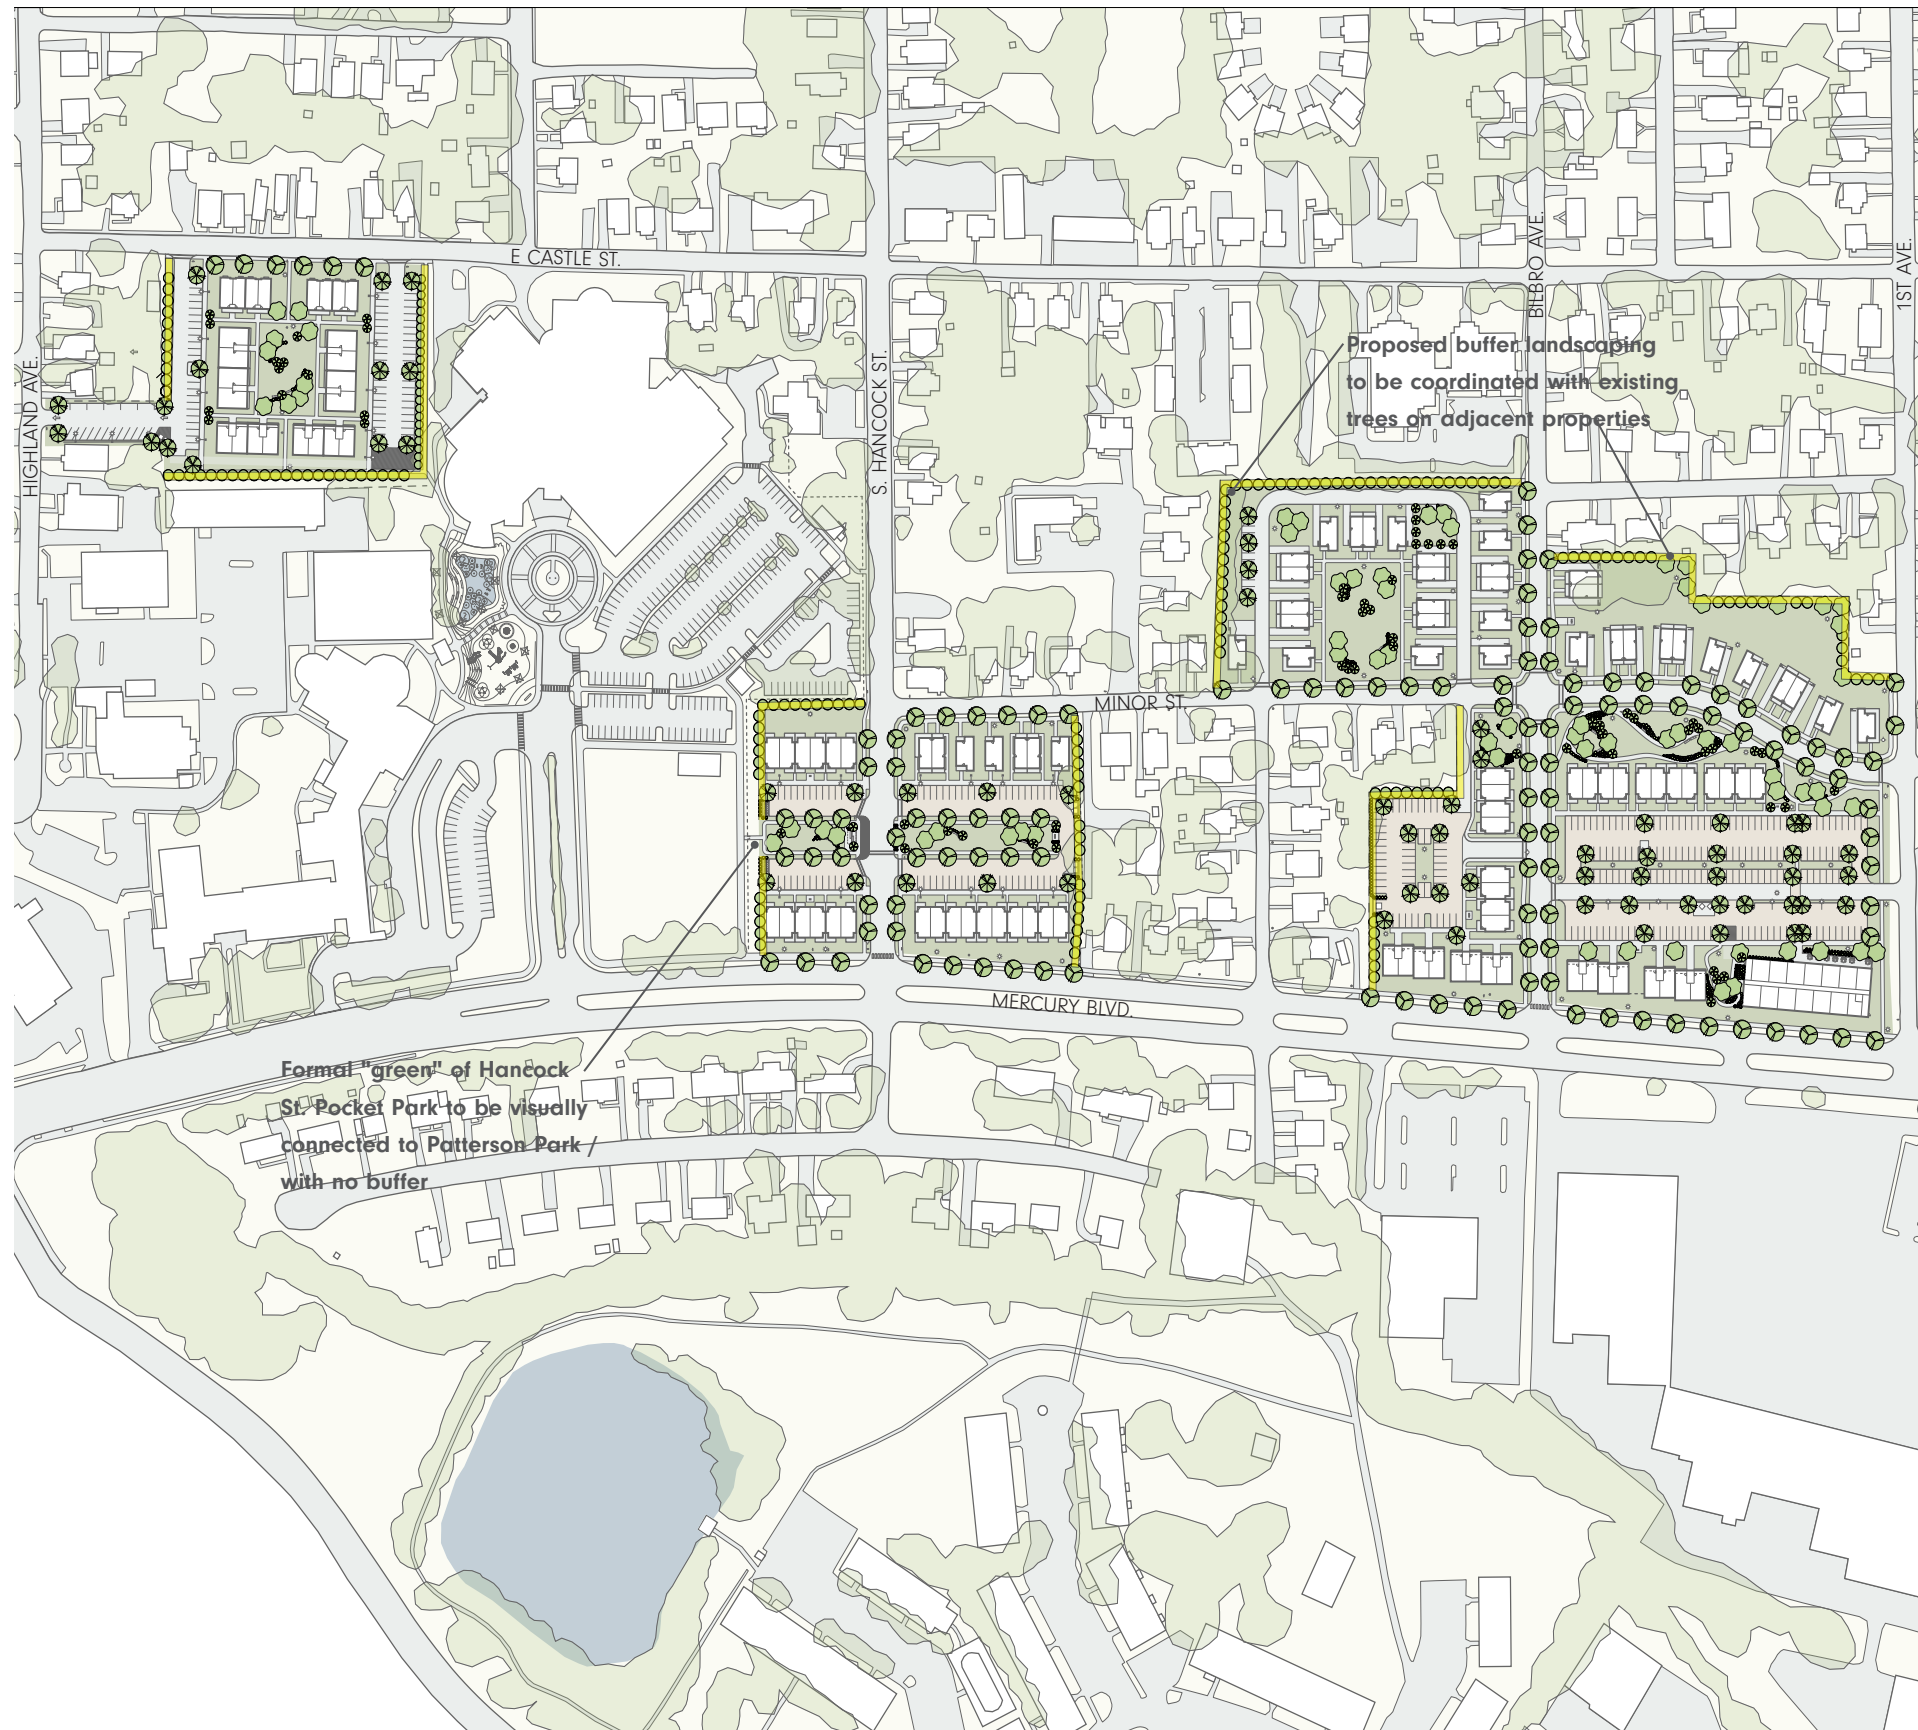 E CASTLE ST.
BILBRO AVE.
1ST AVE.
HIGHLAND AVE.
S. HANCOCK ST.
Proposed buffer landscaping
to be coordinated with existing
trees on adjacent properties
MINOR ST.
MERCURY BLVD.
Formal "green" of Hancock
St. Pocket Park to be visually
connected to Patterson Park /
with no buffer